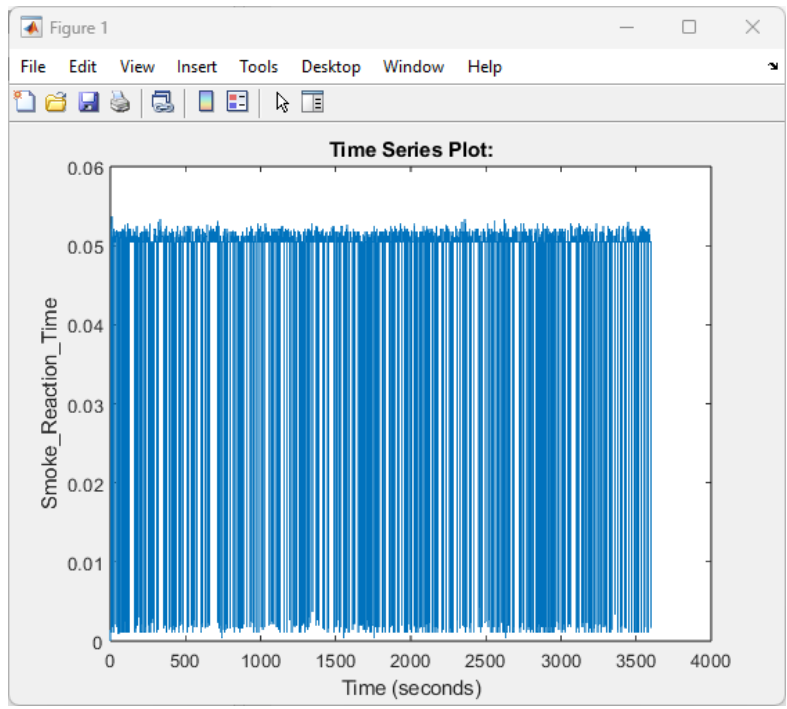 Figure 1
File Edit View Insert Tools Desktop Window Help
Time Series Plot:
0.06
0.05
0.04
0.03
0.02
0.01
0
Smoke_Reaction_Time
0 500 1000 1500 2000 2500 3000 3500 4000
Time (seconds)